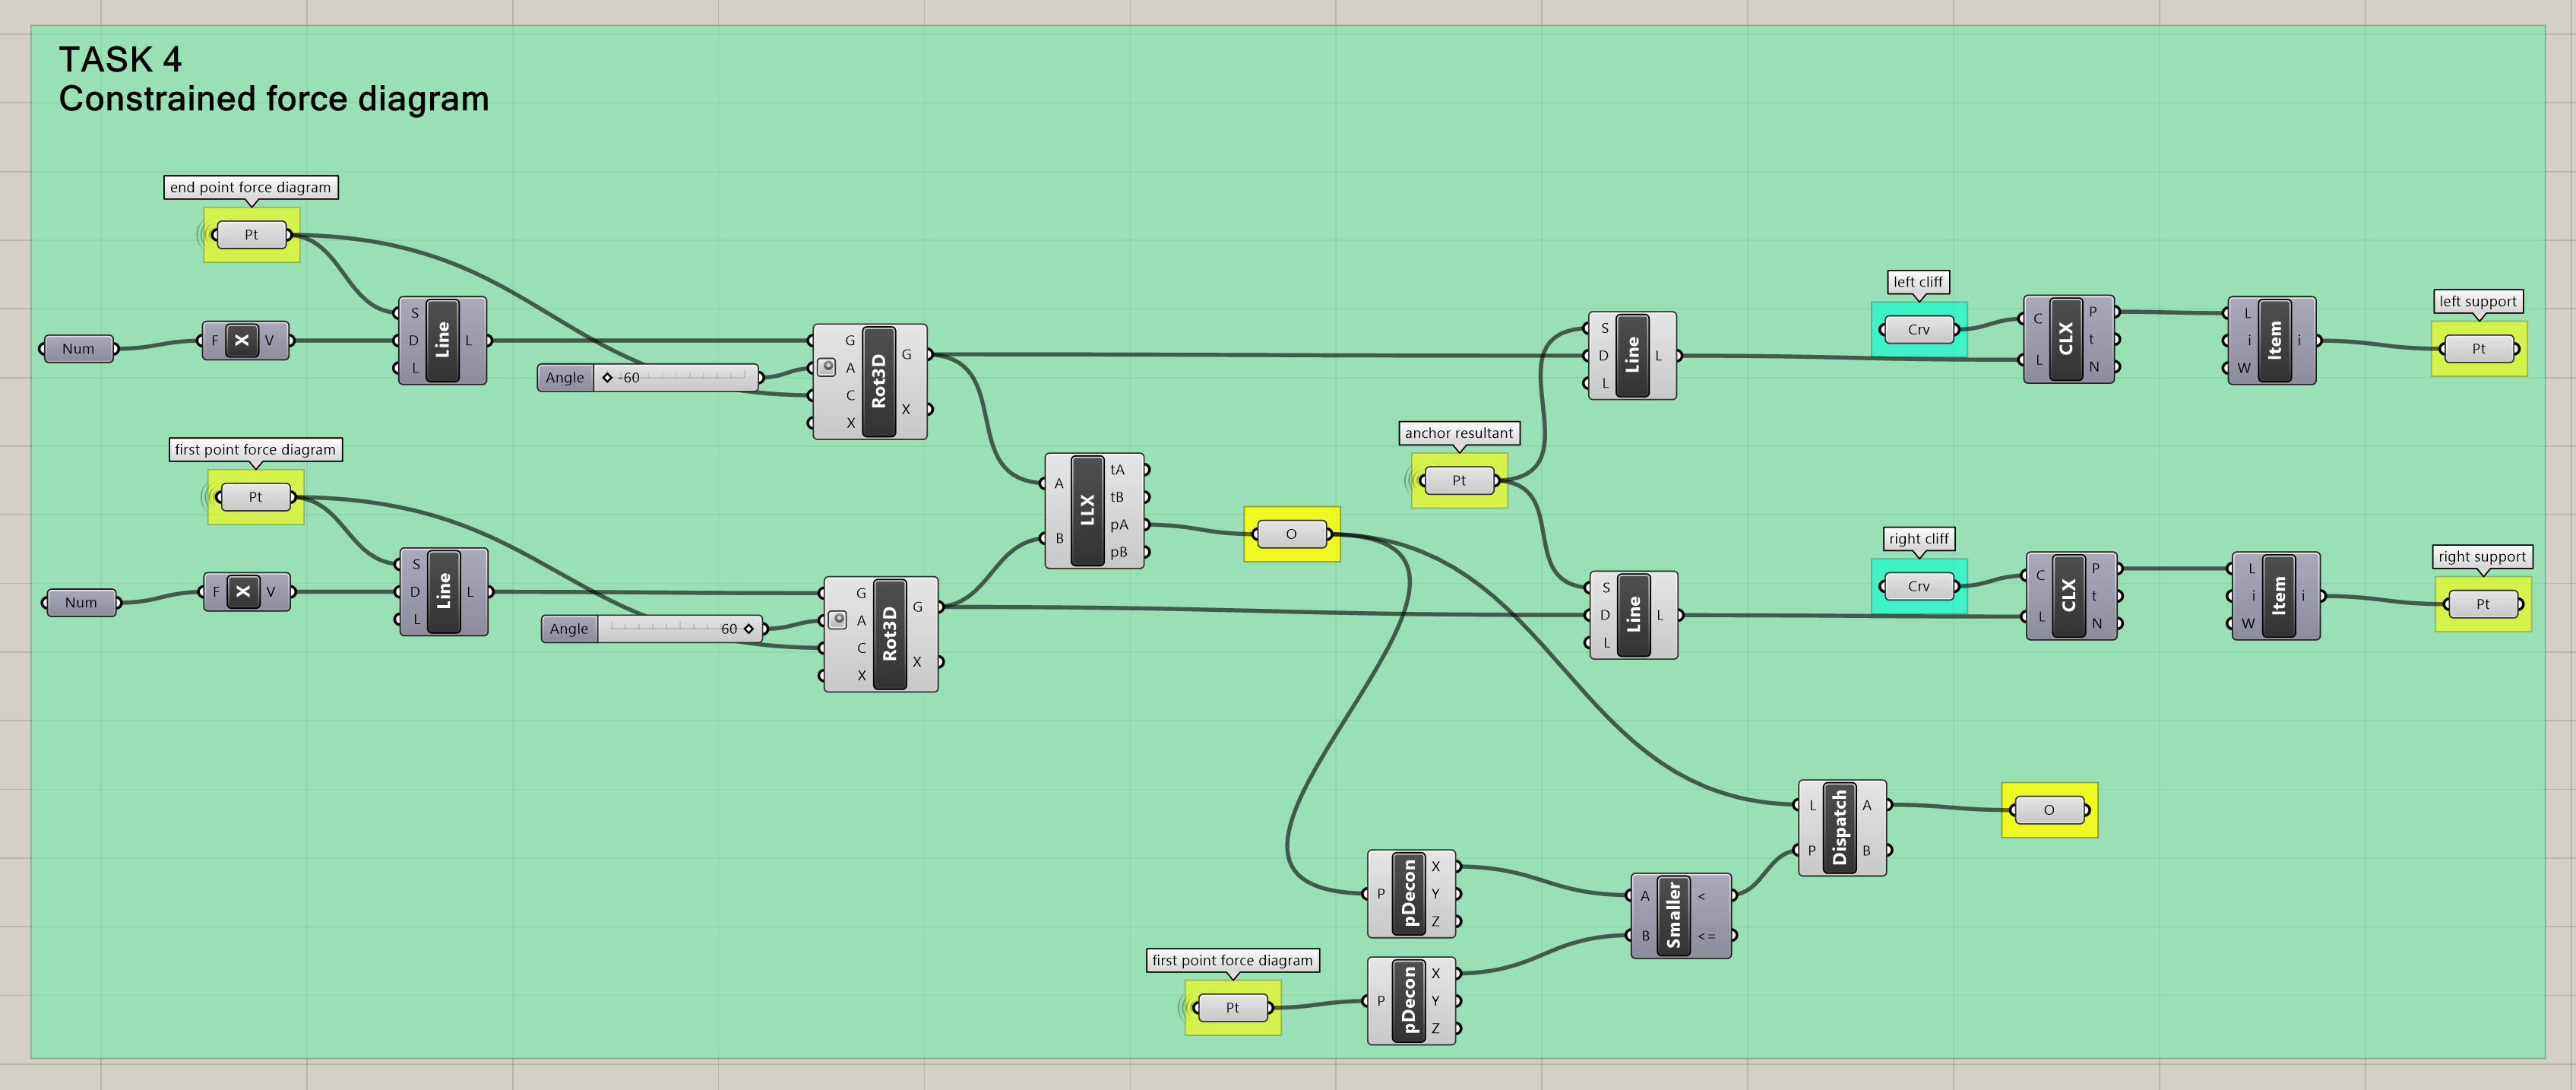 TASK 4
Constrained force diagram
end point force diagram
Pt
Num
F X V
S
D
L
Line
L
Angle -60
G
A
C
X
Rot3D
G
X
first point force diagram
Pt
Num
F X V
S
D
L
Line
L
Angle 60
G
A
C
X
Rot3D
G
X
A
B
LLX
tA
tB
pA
pB
O
anchor resultant
Pt
S
D
L
Line
L
S
D
L
Line
L
left cliff
Crv
C
L
CLX
P
t
N
L
i
W
Item
i
left support
Pt
right cliff
Crv
C
L
CLX
P
t
N
L
i
W
Item
i
right support
Pt
first point force diagram
Pt
P
pDecon
X
Y
Z
P
pDecon
X
Y
Z
A
B
Smaller
<
<=
L
P
Dispatch
A
B
O